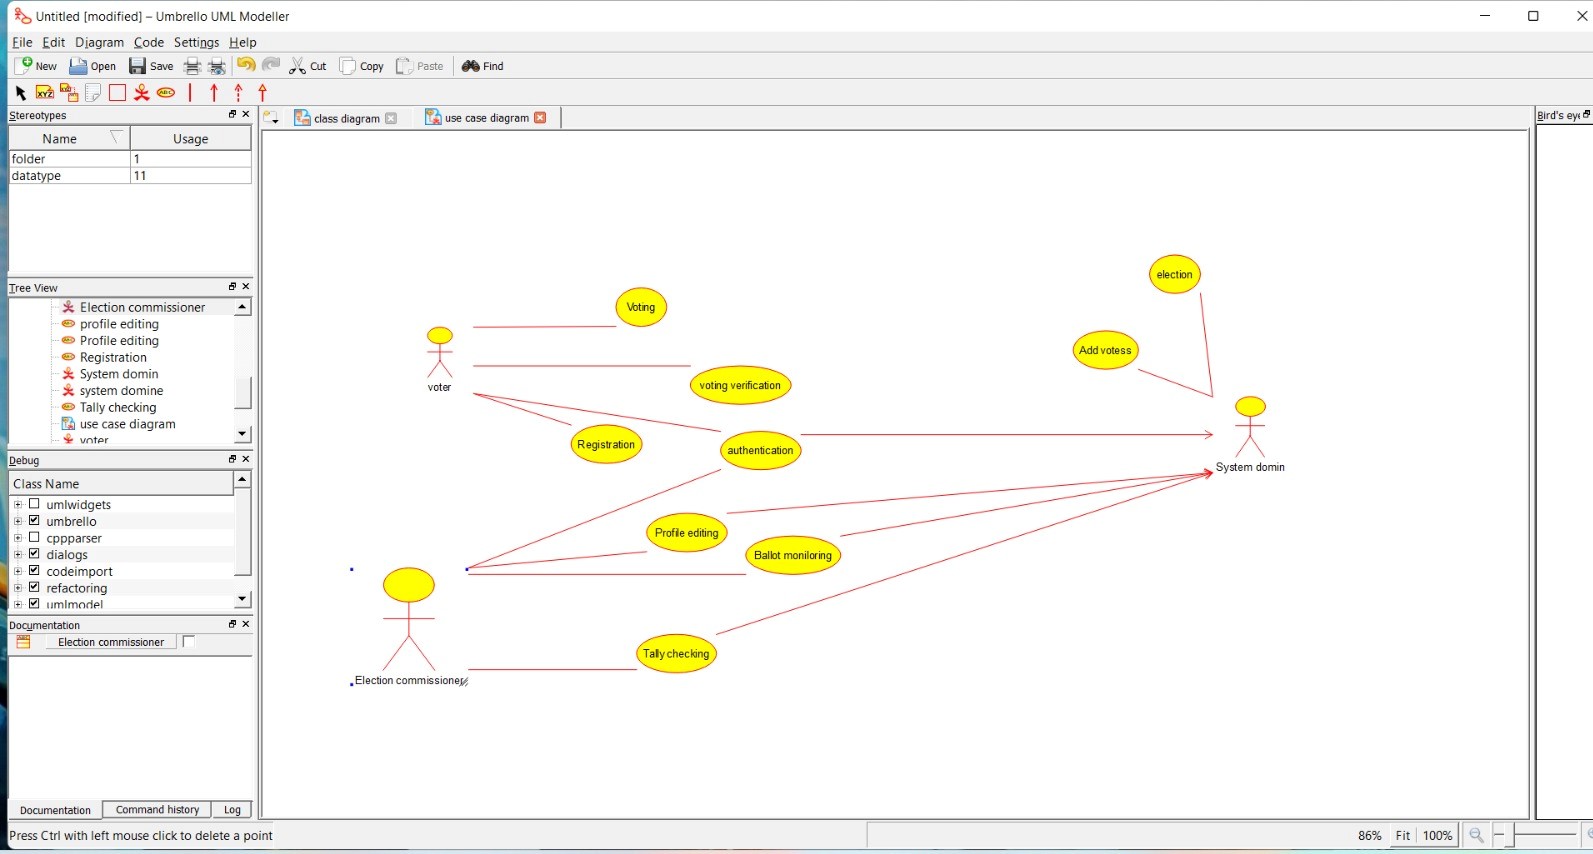 Untitled [modified] – Umbrello UML Modeller
File Edit Diagram Code Settings Help
New Open Save Cut Copy Paste Find
XYZ ABC
Stereotypes
Name Usage
folder 1
datatype 11
Tree View
Election commissioner
profile editing
Profile editing
Registration
System domin
system domine
Tally checking
use case diagram
voter
Debug
Class Name
umlwidgets
umbrello
cppparser
dialogs
codeimport
refactoring
umlmodel
Documentation
Election commissioner
Documentation Command history Log
Press Ctrl with left mouse click to delete a point
class diagram use case diagram
Bird's eye
election
Voting
Add votess
voter
voting verification
Registration
authentication
System domin
Profile editing
Ballot moniloring
Tally checking
Election commissioner
86% Fit 100%